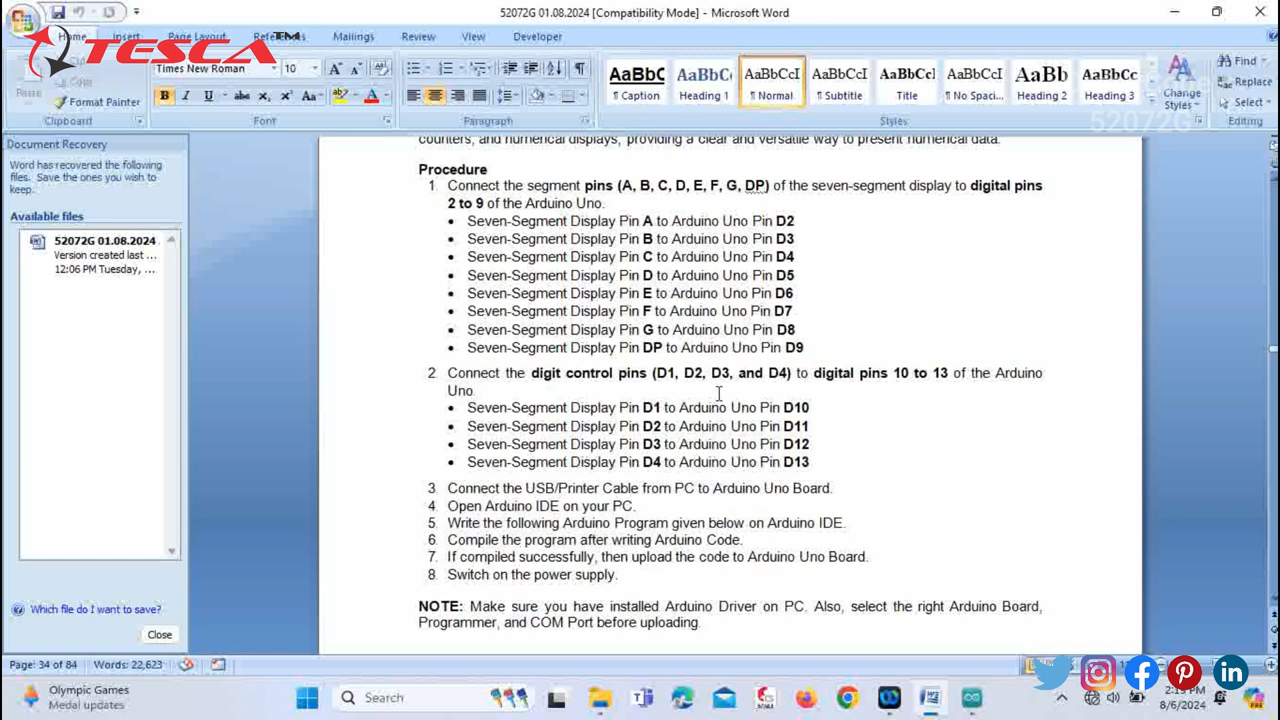 52072G 01.08.2024 [Compatibility Mode] - Microsoft Word
TESCA TM
Home Insert Page Layout References Mailings Review View Developer
Cut
Copy
Paste
Format Painter
Times New Roman 10
AaBbC AaBbC AaBbCcI AaBbCcI AaBbCcl AaBbCcI AaBb AaBbCc
¶ Caption Heading 1 ¶ Normal ¶ Subtitle Title ¶ No Spaci... Heading 2 Heading 3
Change Styles
Find
Replace
Select
Clipboard Font Paragraph Styles Editing
52072G
Document Recovery
Word has recovered the following
files. Save the ones you wish to
keep.
Available files
52072G 01.08.2024 ...
Version created last ...
12:06 PM Tuesday, ...
Which file do I want to save?
Close
counters, and numerical displays, providing a clear and versatile way to present numerical data.
Procedure
1. Connect the segment pins (A, B, C, D, E, F, G, DP) of the seven-segment display to digital pins
2 to 9 of the Arduino Uno.
• Seven-Segment Display Pin A to Arduino Uno Pin D2
• Seven-Segment Display Pin B to Arduino Uno Pin D3
• Seven-Segment Display Pin C to Arduino Uno Pin D4
• Seven-Segment Display Pin D to Arduino Uno Pin D5
• Seven-Segment Display Pin E to Arduino Uno Pin D6
• Seven-Segment Display Pin F to Arduino Uno Pin D7
• Seven-Segment Display Pin G to Arduino Uno Pin D8
• Seven-Segment Display Pin DP to Arduino Uno Pin D9
2. Connect the digit control pins (D1, D2, D3, and D4) to digital pins 10 to 13 of the Arduino
Uno.
• Seven-Segment Display Pin D1 to Arduino Uno Pin D10
• Seven-Segment Display Pin D2 to Arduino Uno Pin D11
• Seven-Segment Display Pin D3 to Arduino Uno Pin D12
• Seven-Segment Display Pin D4 to Arduino Uno Pin D13
3. Connect the USB/Printer Cable from PC to Arduino Uno Board.
4. Open Arduino IDE on your PC.
5. Write the following Arduino Program given below on Arduino IDE.
6. Compile the program after writing Arduino Code.
7. If compiled successfully, then upload the code to Arduino Uno Board.
8. Switch on the power supply.
NOTE: Make sure you have installed Arduino Driver on PC. Also, select the right Arduino Board,
Programmer, and COM Port before uploading.
Page: 34 of 84 Words: 22,623
Olympic Games
Medal updates
Search
8/6/2024